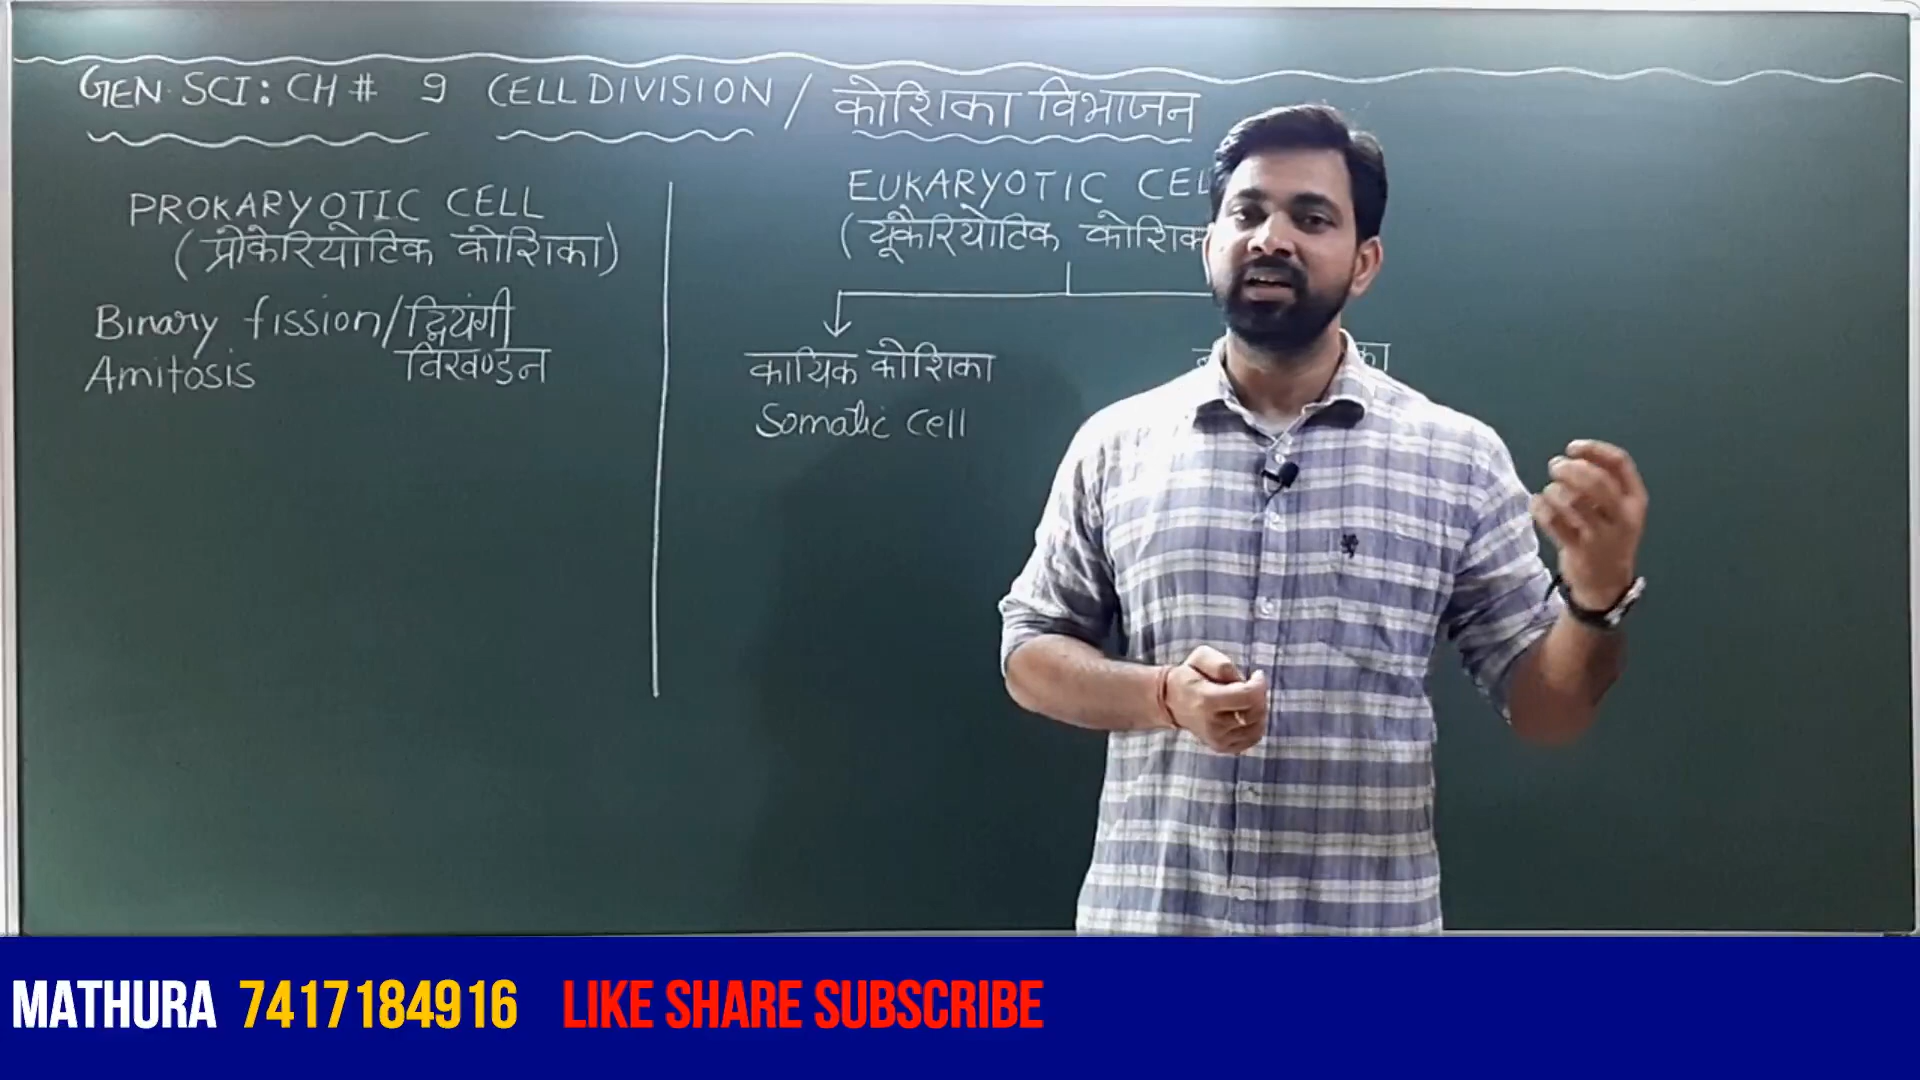 GEN. SCI: CH # 9 CELL DIVISION / कोशिका विभाजन
PROKARYOTIC CELL
(प्रोकेरियोटिक कोशिका)
Binary fission/द्वियंगी
विखण्डन
Amitosis
EUKARYOTIC CEL
(यूकैरियोटिक कोशिक
कायिक कोशिका
Somatic cell
MATHURA 7417184916 LIKE SHARE SUBSCRIBE